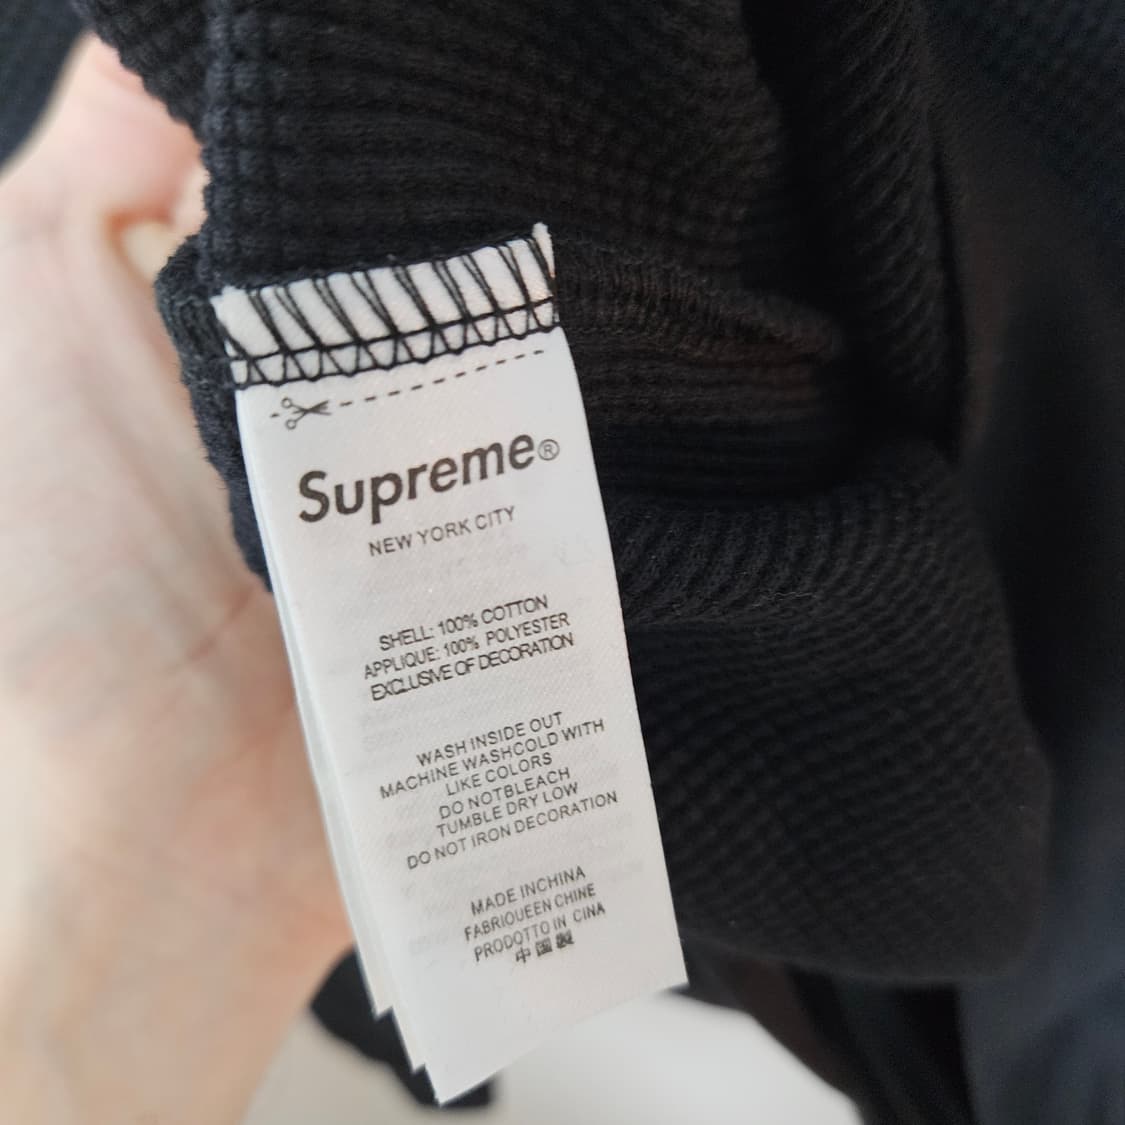 Supreme®
NEW YORK CITY
SHELL: 100% COTTON
APPLIQUE: 100% POLYESTER
EXCLUSIVE OF DECORATION
WASH INSIDE OUT
MACHINE WASHCOLD WITH
LIKE COLORS
DO NOTBLEACH
TUMBLE DRY LOW
DO NOT IRON DECORATION
MADE INCHINA
FABRIQUEEN CHINE
PRODOTTO IN CINA
中国製